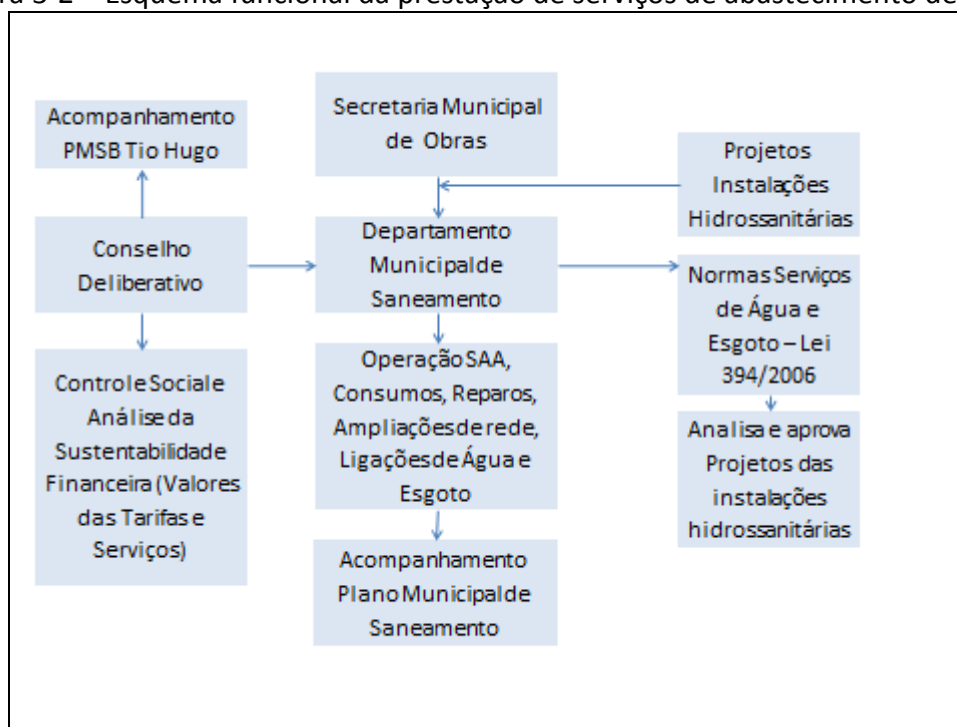 ra 3-2 – Esquema funcional da prestação de serviços de abastecimento de
Acompanhamento
PMSB Tio Hugo
Secretaria Municipal
de Obras
Projetos
Instalações
Hidrossanitárias
Conselho
Deliberativo
Departamento
Municipal de
Saneamento
Normas Serviços
de Água e
Esgoto – Lei
394/2006
Controle Social e
Análise da
Sustentabilidade
Financeira (Valores
das Tarifas e
Serviços)
Operação SAA,
Consumos, Reparos,
Ampliações de rede,
Ligações de Água e
Esgoto
Analisa e aprova
Projetos das
instalações
hidrossanitárias
Acompanhamento
Plano Municipal de
Saneamento